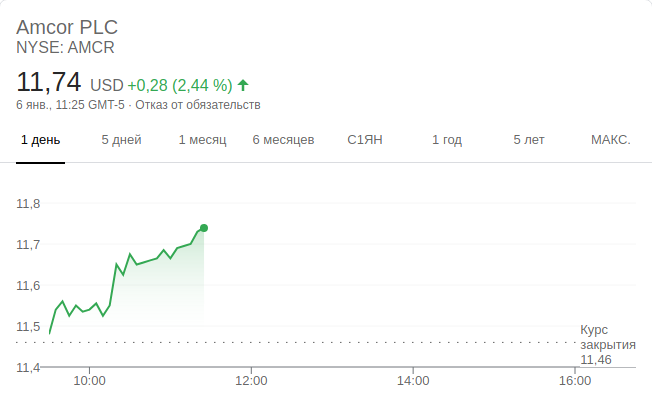 Amcor PLC
NYSE: AMCR
11,74 USD +0,28 (2,44 %)
6 янв., 11:25 GMT-5 · Отказ от обязательств
1 день 5 дней 1 месяц 6 месяцев С1ЯН 1 год 5 лет МАКС.
11,8
11,7
11,6
11,5
Курс
закрытия
11,46
11,4
10:00 12:00 14:00 16:00